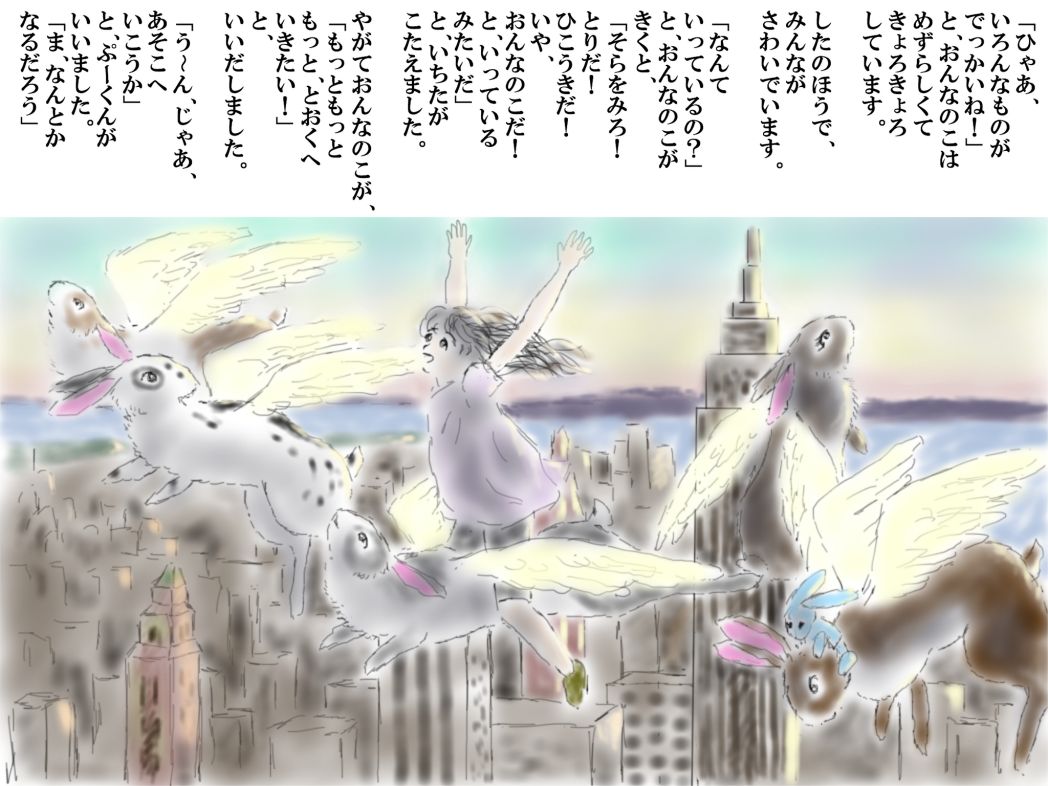 「ひゃあ、
いろんなものが
でっかいね！」
と、おんなのこは
めずらしくて
きょろきょろ
しています。
したのほうで、
みんなが
さわいでいます。
「なんて
いっているの？」
と、おんなのこが
きくと、
「そらをみろ！
とりだ！
ひこうきだ！
いや、
おんなのこだ！
と、いっている
みたいだ」
と、いちたが
こたえました。
やがておんなのこが、
「もっともっと
もっと、とおくへ
いきたい！」
と、
いいだしました。
「う～ん、じゃあ、
あそこへ
いこうか」
と、ぷーくんが
いいました。
「ま、なんとか
なるだろう」